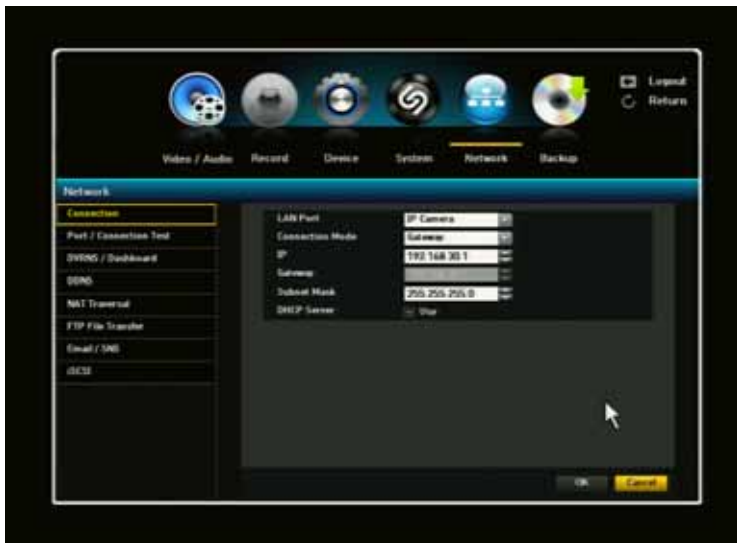 Logout
Return
Video / Audio Record Device System Network Backup
Network
Connection
Port / Connection Test
DVRNS / Dashboard
DDNS
NAT Traversal
FTP File Transfer
Email / SNS
iSCSI
LAN Port IP Camera
Connection Mode Gateway
IP 192.168.30.1
Gateway
Subnet Mask 255.255.255.0
DHCP Server Use
OK Cancel